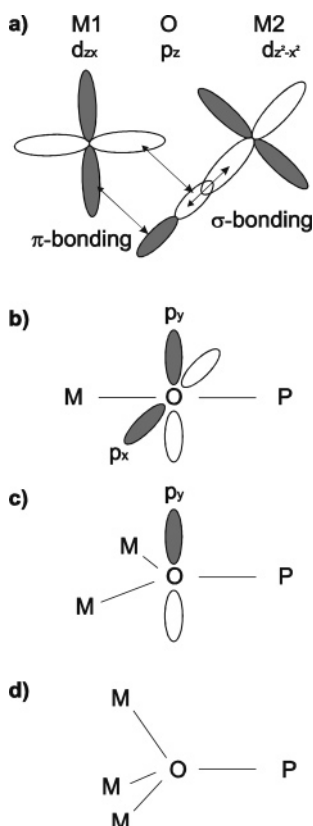 a) M1 O M2
dzx pz dz²-x²
π-bonding σ-bonding
b)
py
M O P
px
c)
py
M
O P
M
d)
M
O P
M
M